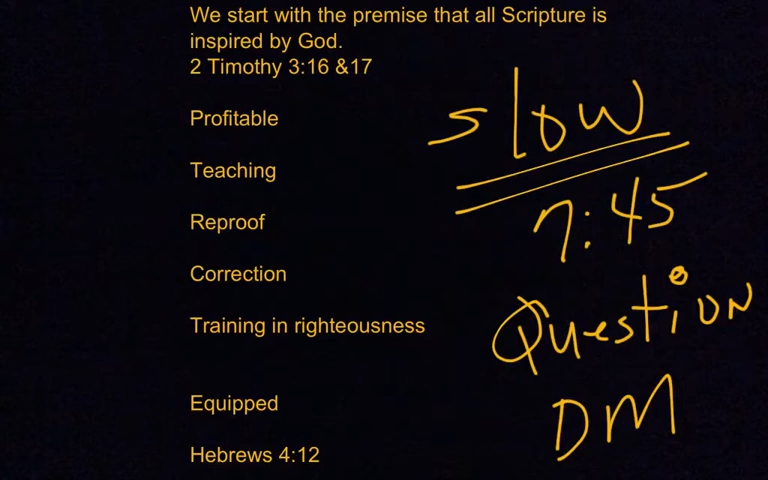 We start with the premise that all Scripture is
inspired by God.
2 Timothy 3:16 &17
Profitable
Teaching
Reproof
Correction
Training in righteousness
Equipped
Hebrews 4:12
slow
7:45
Question
DM